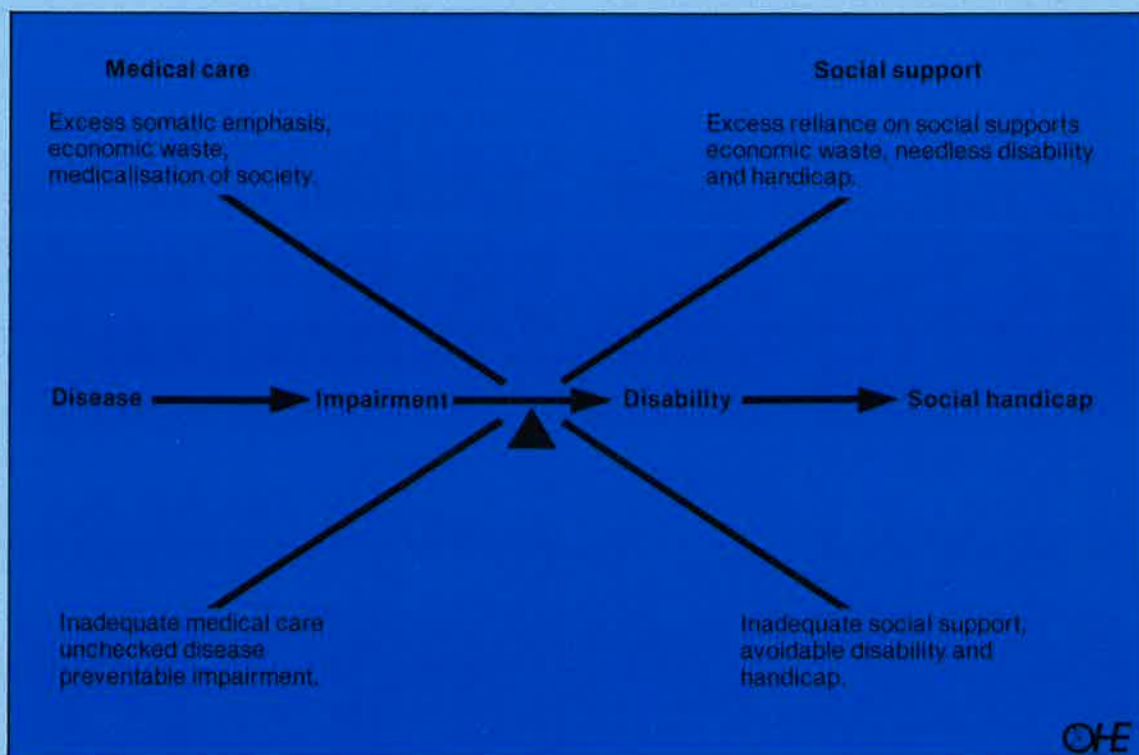 Medical care
Excess somatic emphasis,
economic waste,
medicalisation of society.
Social support
Excess reliance on social supports
economic waste, needless disability
and handicap.
Disease
Impairment
Disability
Social handicap
Inadequate medical care
unchecked disease
preventable impairment.
Inadequate social support,
avoidable disability and
handicap.
OHE